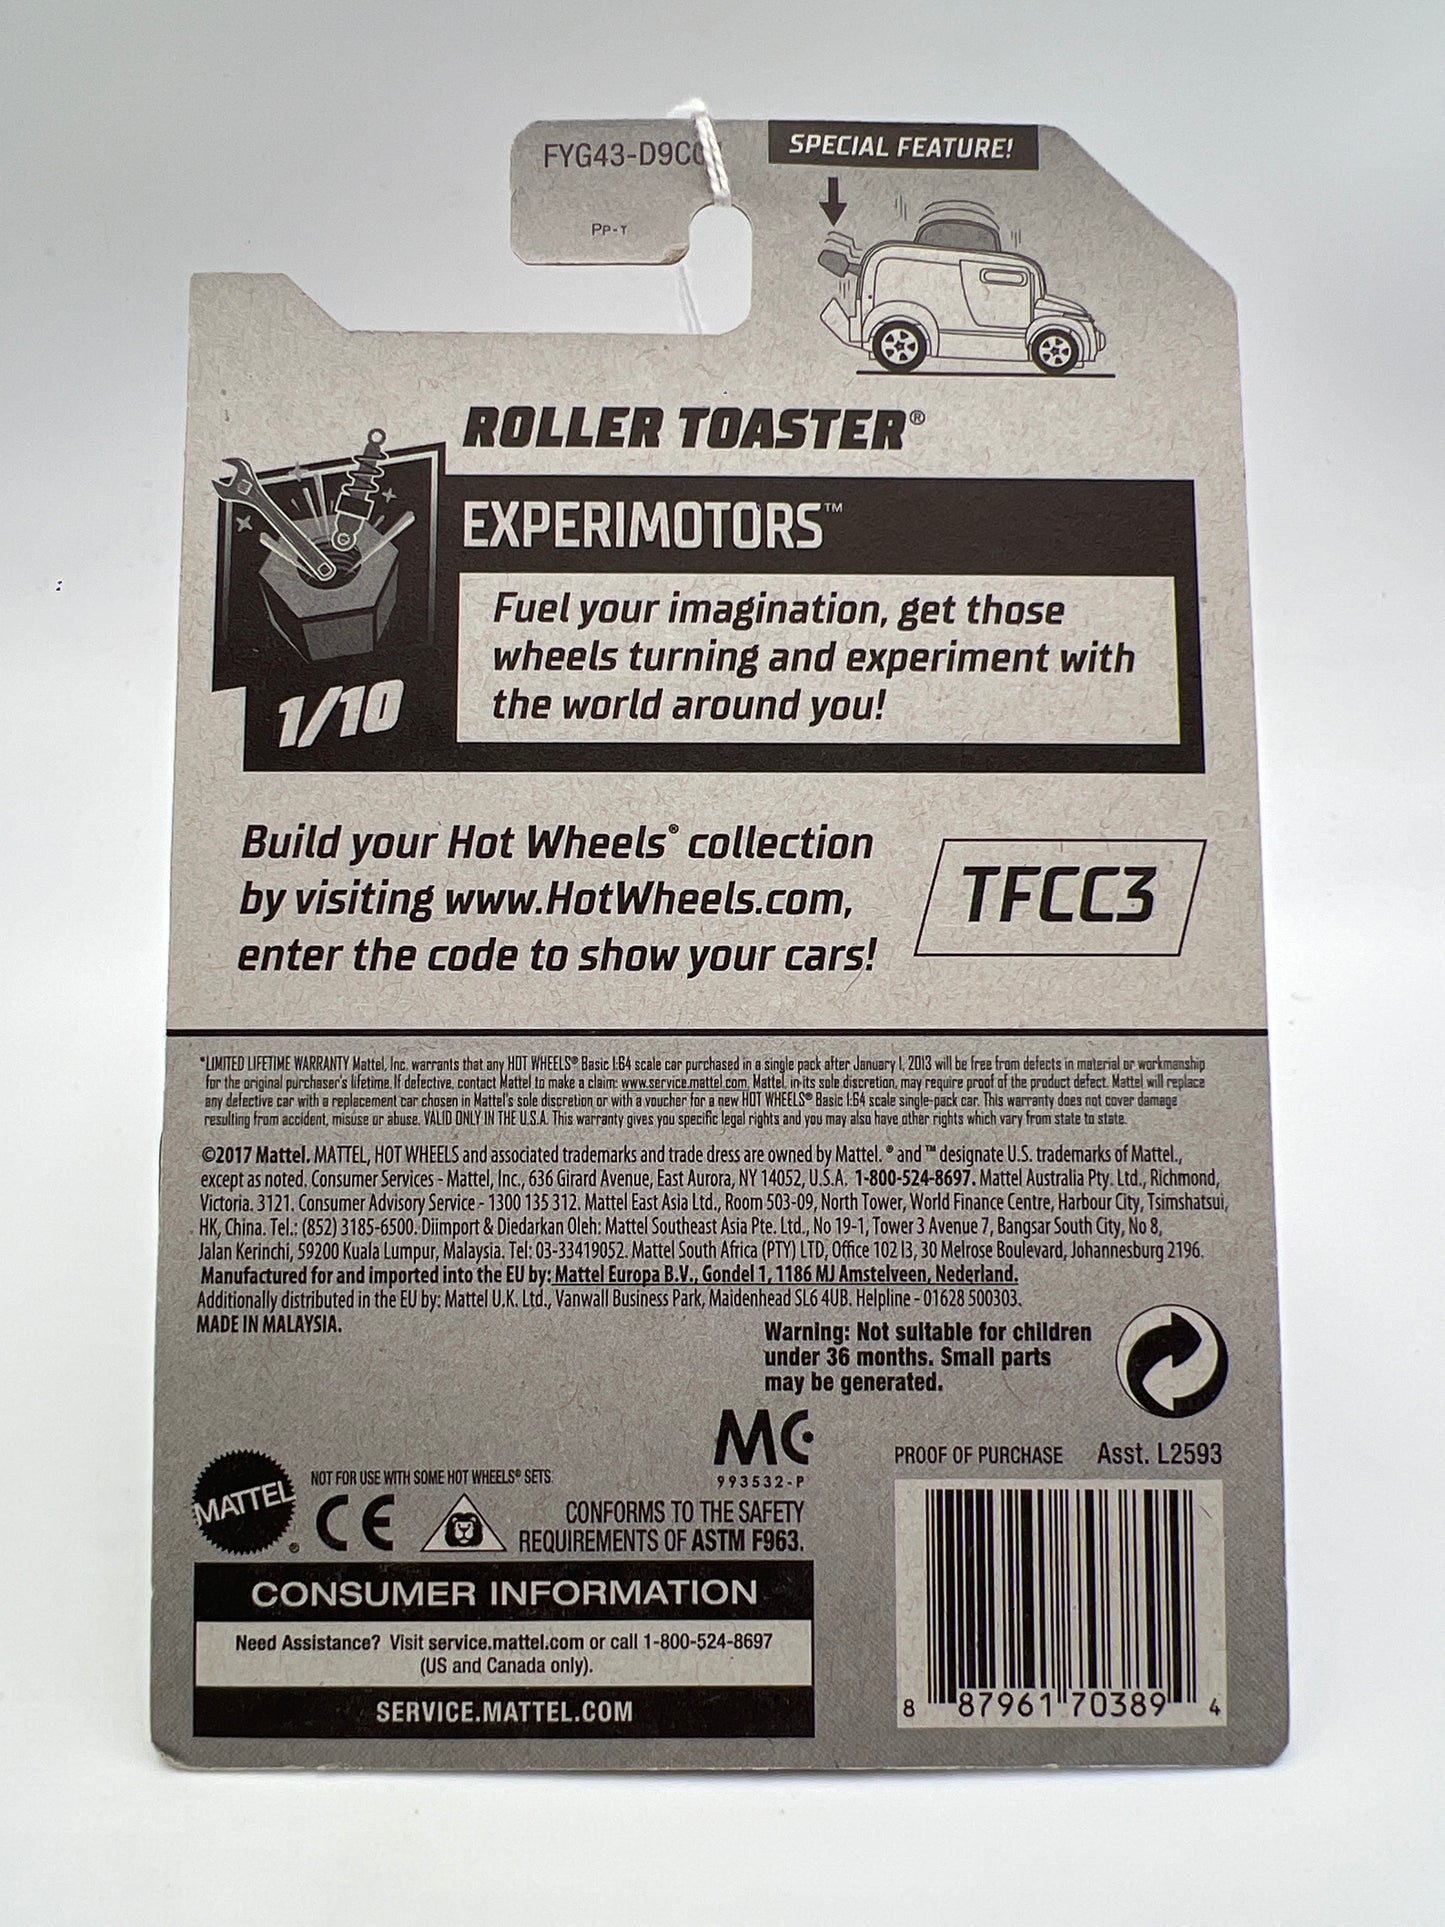 FYG43-D9C0
PP-T
SPECIAL FEATURE!
ROLLER TOASTER®
EXPERIMOTORS™
Fuel your imagination, get those
wheels turning and experiment with
the world around you!
1/10
Build your Hot Wheels® collection
by visiting www.HotWheels.com,
enter the code to show your cars!
TFCC3
*LIMITED LIFETIME WARRANTY Mattel, Inc. warrants that any HOT WHEELS® Basic 1:64 scale car purchased in a single pack after January 1, 2013 will be free from defects in material or workmanship
for the original purchaser's lifetime. If defective, contact Mattel to make a claim: www.service.mattel.com. Mattel, in its sole discretion, may require proof of the product defect. Mattel will replace
any defective car with a replacement car chosen in Mattel's sole discretion or with a voucher for a new HOT WHEELS® Basic 1:64 scale single-pack car. This warranty does not cover damage
resulting from accident, misuse or abuse. VALID ONLY IN THE U.S.A. This warranty gives you specific legal rights and you may also have other rights which vary from state to state.
©2017 Mattel. MATTEL, HOT WHEELS and associated trademarks and trade dress are owned by Mattel. ® and ™ designate U.S. trademarks of Mattel.,
except as noted. Consumer Services - Mattel, Inc., 636 Girard Avenue, East Aurora, NY 14052, U.S.A. 1-800-524-8697. Mattel Australia Pty. Ltd., Richmond,
Victoria. 3121. Consumer Advisory Service - 1300 135 312. Mattel East Asia Ltd., Room 503-09, North Tower, World Finance Centre, Harbour City, Tsimshatsui,
HK, China. Tel.: (852) 3185-6500. Diimport & Diedarkan Oleh: Mattel Southeast Asia Pte. Ltd., No 19-1, Tower 3 Avenue 7, Bangsar South City, No 8,
Jalan Kerinchi, 59200 Kuala Lumpur, Malaysia. Tel: 03-33419052. Mattel South Africa (PTY) LTD, Office 102 I3, 30 Melrose Boulevard, Johannesburg 2196.
Manufactured for and imported into the EU by: Mattel Europa B.V., Gondel 1, 1186 MJ Amstelveen, Nederland.
Additionally distributed in the EU by: Mattel U.K. Ltd., Vanwall Business Park, Maidenhead SL6 4UB. Helpline - 01628 500303.
MADE IN MALAYSIA.
Warning: Not suitable for children
under 36 months. Small parts
may be generated.
MC
993532-P
PROOF OF PURCHASE Asst. L2593
MATTEL®
NOT FOR USE WITH SOME HOT WHEELS® SETS.
CE
CONFORMS TO THE SAFETY
REQUIREMENTS OF ASTM F963.
CONSUMER INFORMATION
Need Assistance? Visit service.mattel.com or call 1-800-524-8697
(US and Canada only).
SERVICE.MATTEL.COM
8 87961 70389 4